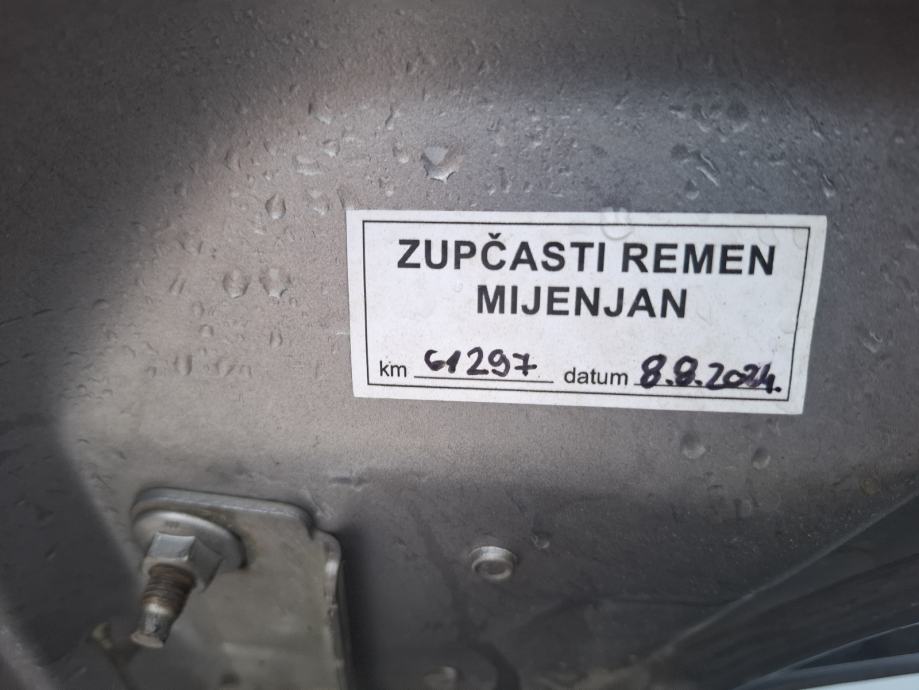 ZUPČASTI REMEN
MIJENJAN
km 61297 datum 8.8.2024.